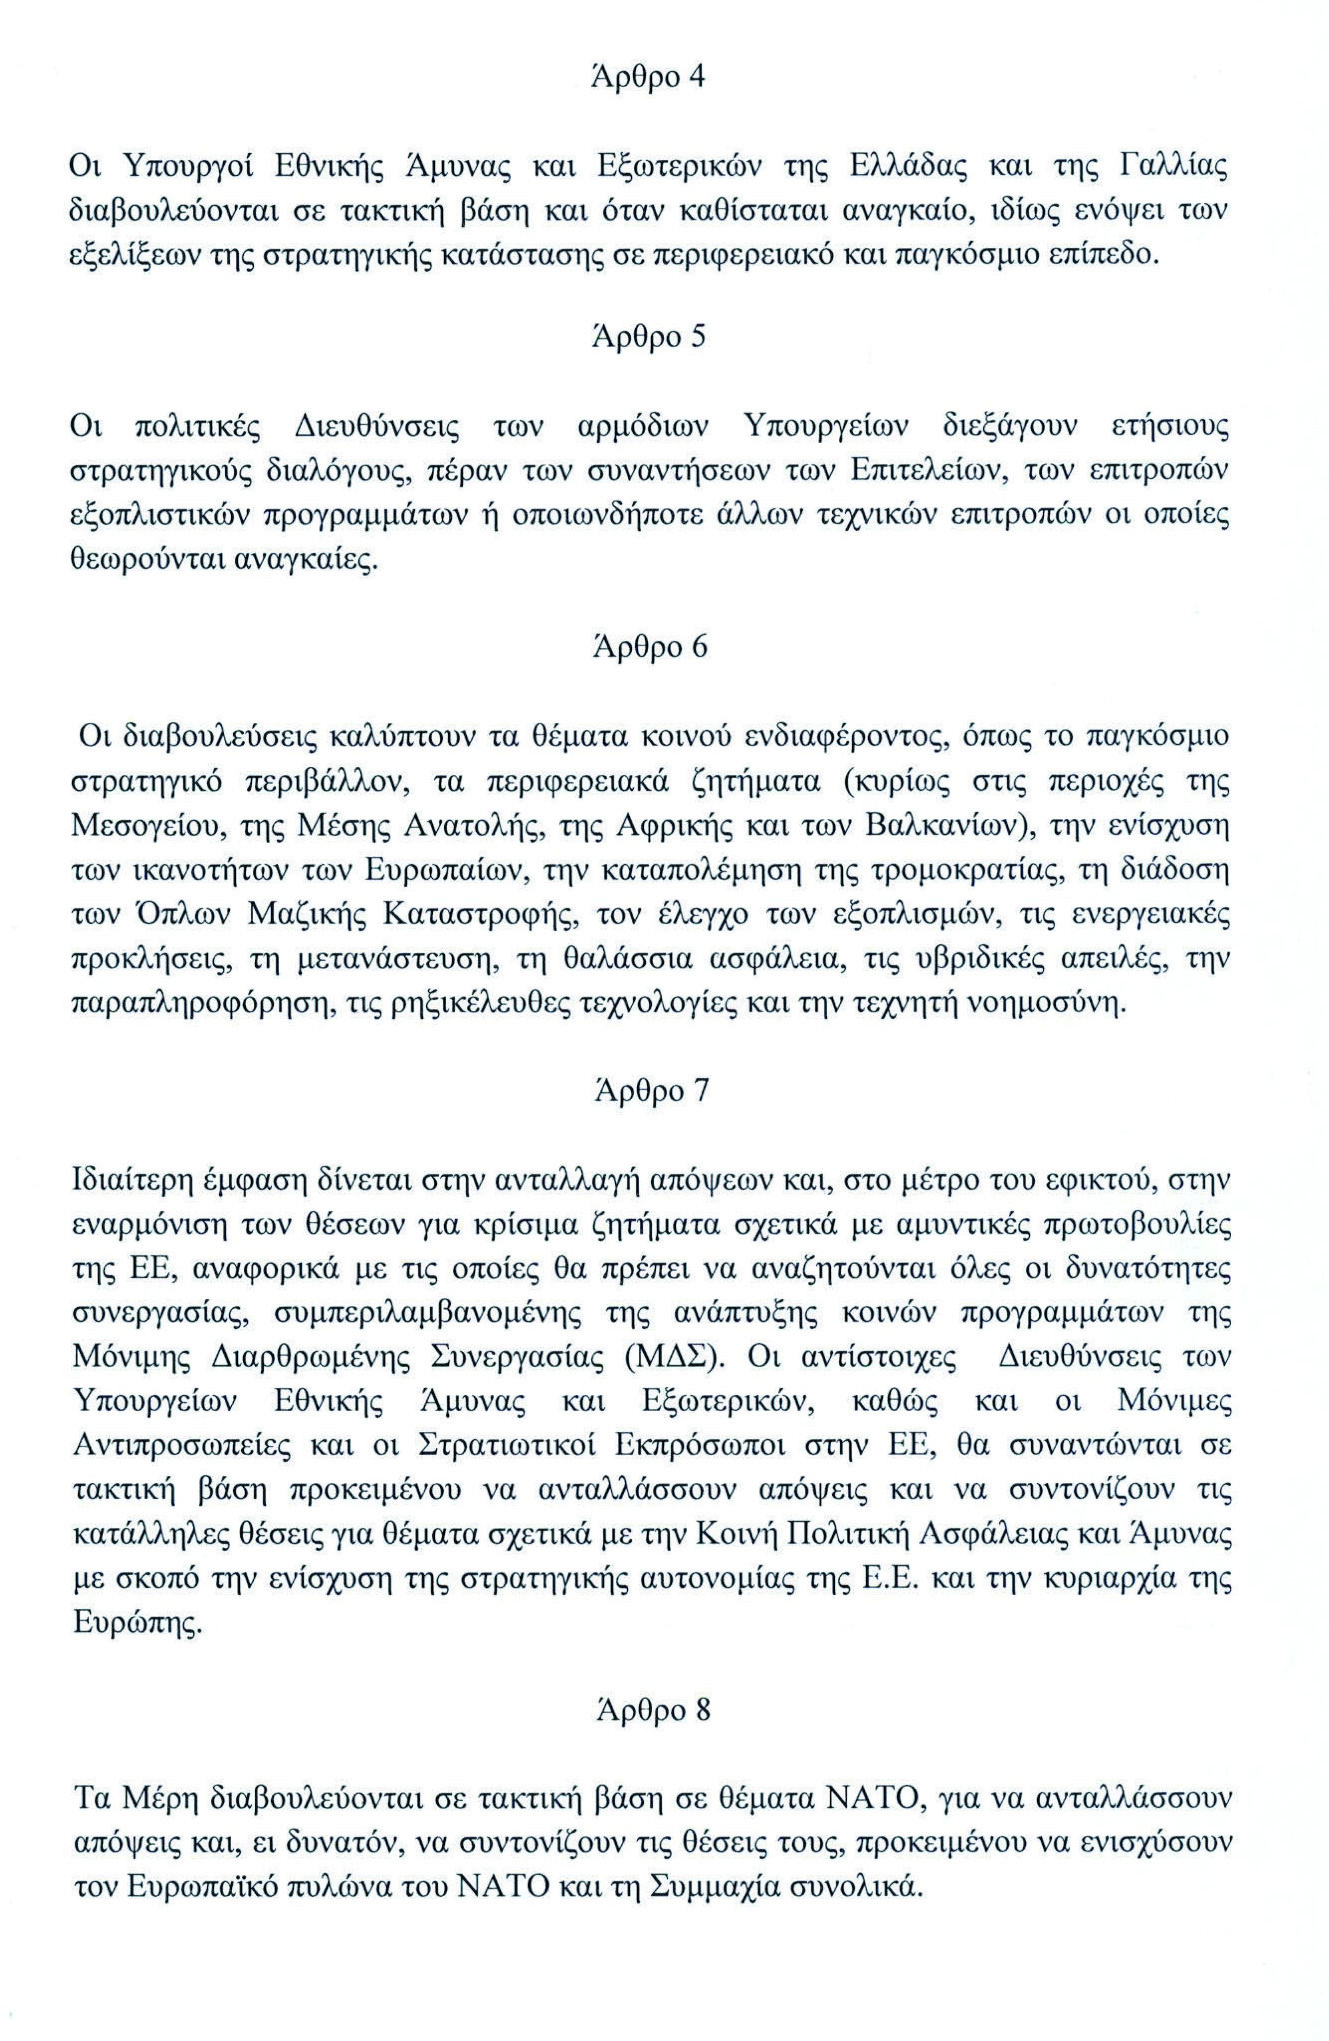 Άρθρο 4
Οι Υπουργοί Εθνικής Άμυνας και Εξωτερικών της Ελλάδας και της Γαλλίας
διαβουλεύονται σε τακτική βάση και όταν καθίσταται αναγκαίο, ιδίως ενόψει των
εξελίξεων της στρατηγικής κατάστασης σε περιφερειακό και παγκόσμιο επίπεδο.
Άρθρο 5
Οι πολιτικές Διευθύνσεις των αρμόδιων Υπουργείων διεξάγουν ετήσιους
στρατηγικούς διαλόγους, πέραν των συναντήσεων των Επιτελείων, των επιτροπών
εξοπλιστικών προγραμμάτων ή οποιωνδήποτε άλλων τεχνικών επιτροπών οι οποίες
θεωρούνται αναγκαίες.
Άρθρο 6
Οι διαβουλεύσεις καλύπτουν τα θέματα κοινού ενδιαφέροντος, όπως το παγκόσμιο
στρατηγικό περιβάλλον, τα περιφερειακά ζητήματα (κυρίως στις περιοχές της
Μεσογείου, της Μέσης Ανατολής, της Αφρικής και των Βαλκανίων), την ενίσχυση
των ικανοτήτων των Ευρωπαίων, την καταπολέμηση της τρομοκρατίας, τη διάδοση
των Όπλων Μαζικής Καταστροφής, τον έλεγχο των εξοπλισμών, τις ενεργειακές
προκλήσεις, τη μετανάστευση, τη θαλάσσια ασφάλεια, τις υβριδικές απειλές, την
παραπληροφόρηση, τις ρηξικέλευθες τεχνολογίες και την τεχνητή νοημοσύνη.
Άρθρο 7
Ιδιαίτερη έμφαση δίνεται στην ανταλλαγή απόψεων και, στο μέτρο του εφικτού, στην
εναρμόνιση των θέσεων για κρίσιμα ζητήματα σχετικά με αμυντικές πρωτοβουλίες
της ΕΕ, αναφορικά με τις οποίες θα πρέπει να αναζητούνται όλες οι δυνατότητες
συνεργασίας, συμπεριλαμβανομένης της ανάπτυξης κοινών προγραμμάτων της
Μόνιμης Διαρθρωμένης Συνεργασίας (ΜΔΣ). Οι αντίστοιχες Διευθύνσεις των
Υπουργείων Εθνικής Άμυνας και Εξωτερικών, καθώς και οι Μόνιμες
Αντιπροσωπείες και οι Στρατιωτικοί Εκπρόσωποι στην ΕΕ, θα συναντώνται σε
τακτική βάση προκειμένου να ανταλλάσσουν απόψεις και να συντονίζουν τις
κατάλληλες θέσεις για θέματα σχετικά με την Κοινή Πολιτική Ασφάλειας και Άμυνας
με σκοπό την ενίσχυση της στρατηγικής αυτονομίας της Ε.Ε. και την κυριαρχία της
Ευρώπης.
Άρθρο 8
Τα Μέρη διαβουλεύονται σε τακτική βάση σε θέματα ΝΑΤΟ, για να ανταλλάσσουν
απόψεις και, ει δυνατόν, να συντονίζουν τις θέσεις τους, προκειμένου να ενισχύσουν
τον Ευρωπαϊκό πυλώνα του ΝΑΤΟ και τη Συμμαχία συνολικά.